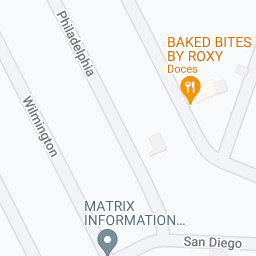 BAKED BITES
BY ROXY
Doces
Philadelphia
Wilmington
MATRIX
INFORMATION...
San Diego